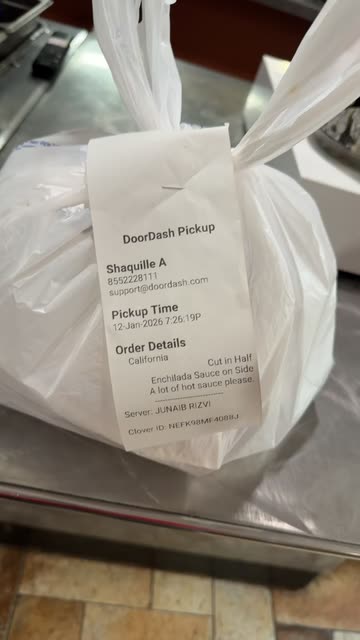 DoorDash Pickup
Shaquille A
8552228111
support@doordash.com
Pickup Time
12-Jan-2026 7:26:19P
Order Details
California
Cut in Half
Enchilada Sauce on Side
A lot of hot sauce please.
Server: JUNAIB RIZVI
Clover ID: NEFK98MF4088J